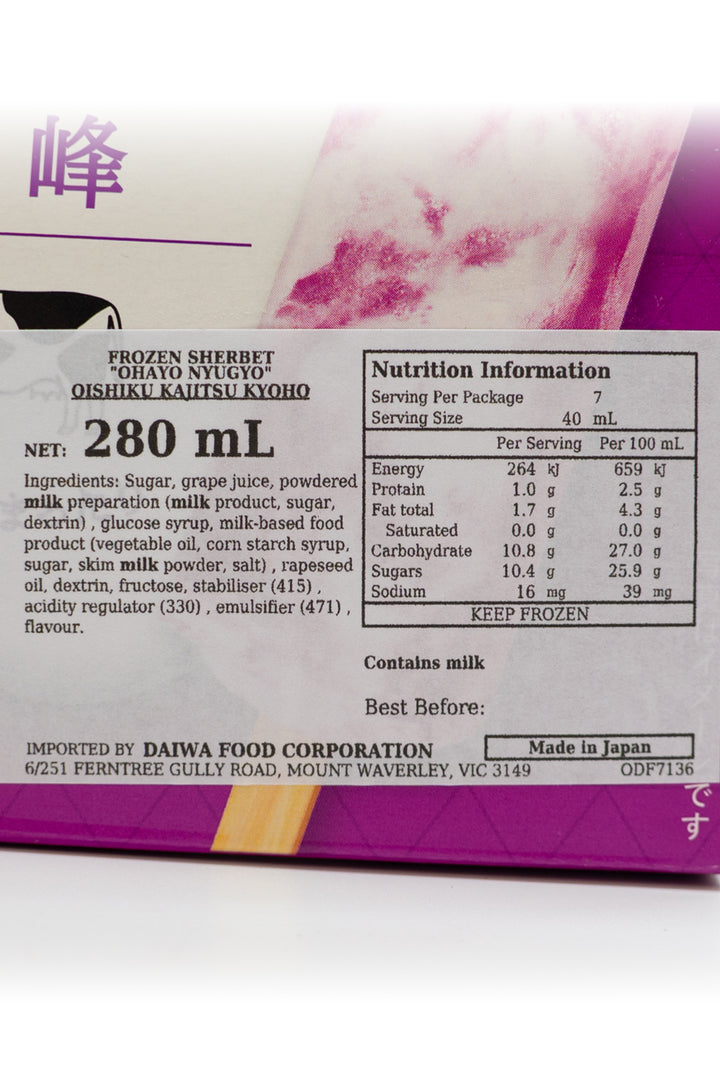 峰
FROZEN SHERBET
"OHAYO NYUGYO"
OISHIKU KAJITSU KYOHO
NET: 280 mL
Ingredients: Sugar, grape juice, powdered
milk preparation (milk product, sugar,
dextrin) , glucose syrup, milk-based food
product (vegetable oil, corn starch syrup,
sugar, skim milk powder, salt) , rapeseed
oil, dextrin, fructose, stabiliser (415) ,
acidity regulator (330) , emulsifier (471) ,
flavour.
Nutrition Information
Serving Per Package 7
Serving Size 40 mL
Per Serving Per 100 mL
Energy 264 kJ 659 kJ
Protein 1.0 g 2.5 g
Fat total 1.7 g 4.3 g
Saturated 0.0 g 0.0 g
Carbohydrate 10.8 g 27.0 g
Sugars 10.4 g 25.9 g
Sodium 16 mg 39 mg
KEEP FROZEN
Contains milk
Best Before:
IMPORTED BY DAIWA FOOD CORPORATION
Made in Japan
6/251 FERNTREE GULLY ROAD, MOUNT WAVERLEY, VIC 3149
ODF7136
です